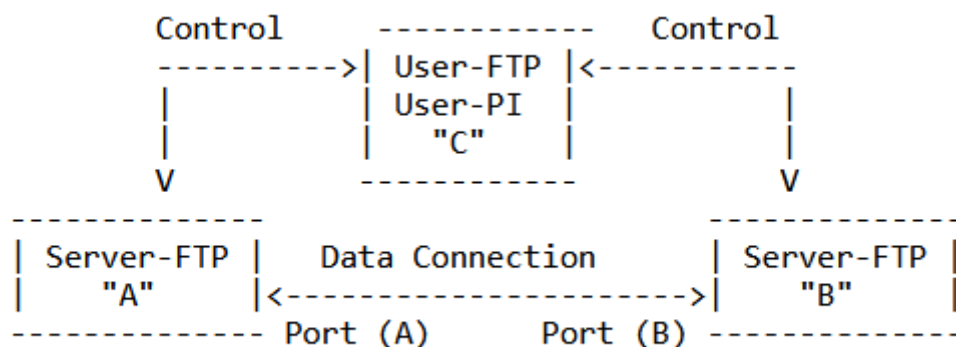 Control     ------------   Control
---------->| User-FTP |<-----------
|          | User-PI  |           |
|          |   "C"    |           |
V          ------------           V
--------------                        --------------
| Server-FTP |   Data Connection      | Server-FTP |
|    "A"     |<---------------------->|    "B"     |
-------------- Port (A)      Port (B) --------------